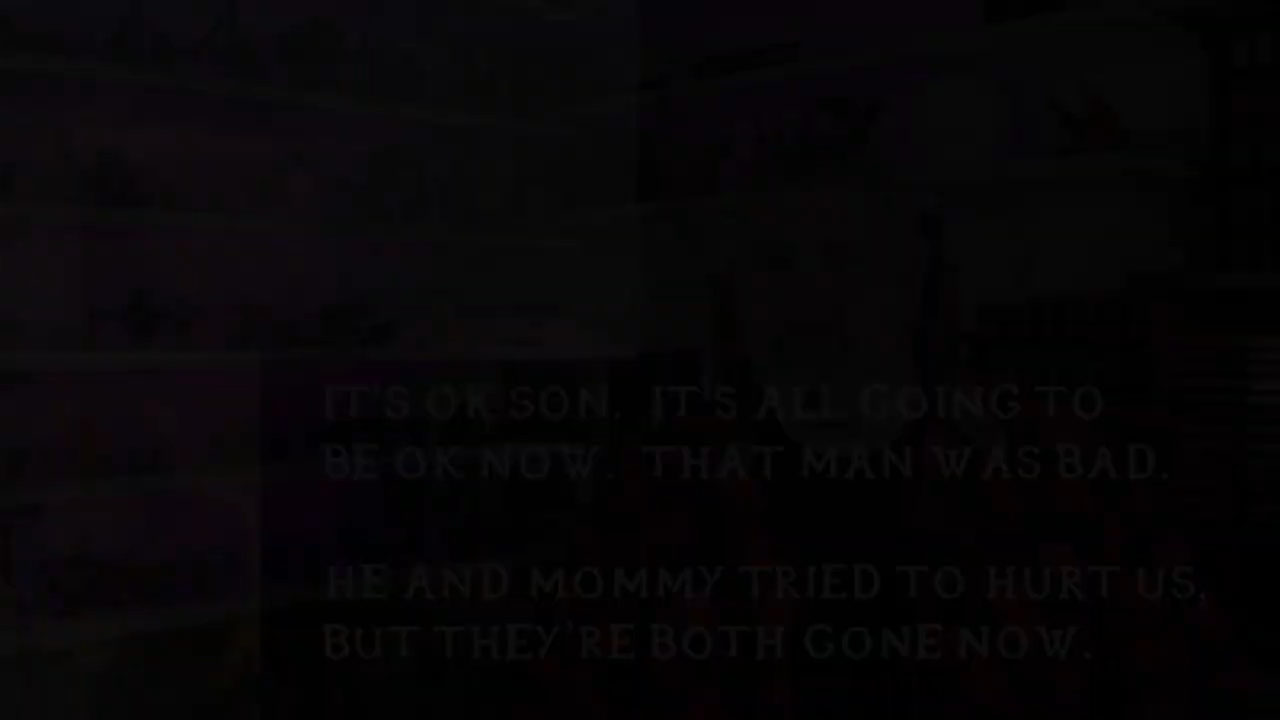 IT'S OK SON. IT'S ALL GOING TO
BE OK NOW. THAT MAN WAS BAD.
HE AND MOMMY TRIED TO HURT US,
BUT THEY'RE BOTH GONE NOW.